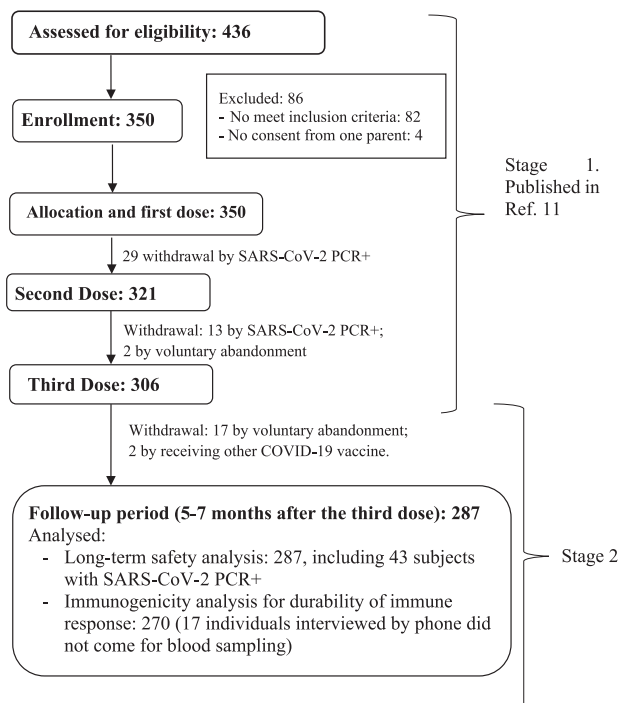 Assessed for eligibility: 436
Excluded: 86
- No meet inclusion criteria: 82
- No consent from one parent: 4
Enrollment: 350
Stage 1.
Published in
Ref. 11
Allocation and first dose: 350
29 withdrawal by SARS-CoV-2 PCR+
Second Dose: 321
Withdrawal: 13 by SARS-CoV-2 PCR+;
2 by voluntary abandonment
Third Dose: 306
Withdrawal: 17 by voluntary abandonment;
2 by receiving other COVID-19 vaccine.
Follow-up period (5-7 months after the third dose): 287
Analysed:
- Long-term safety analysis: 287, including 43 subjects
with SARS-CoV-2 PCR+
- Immunogenicity analysis for durability of immune
response: 270 (17 individuals interviewed by phone did
not come for blood sampling)
Stage 2